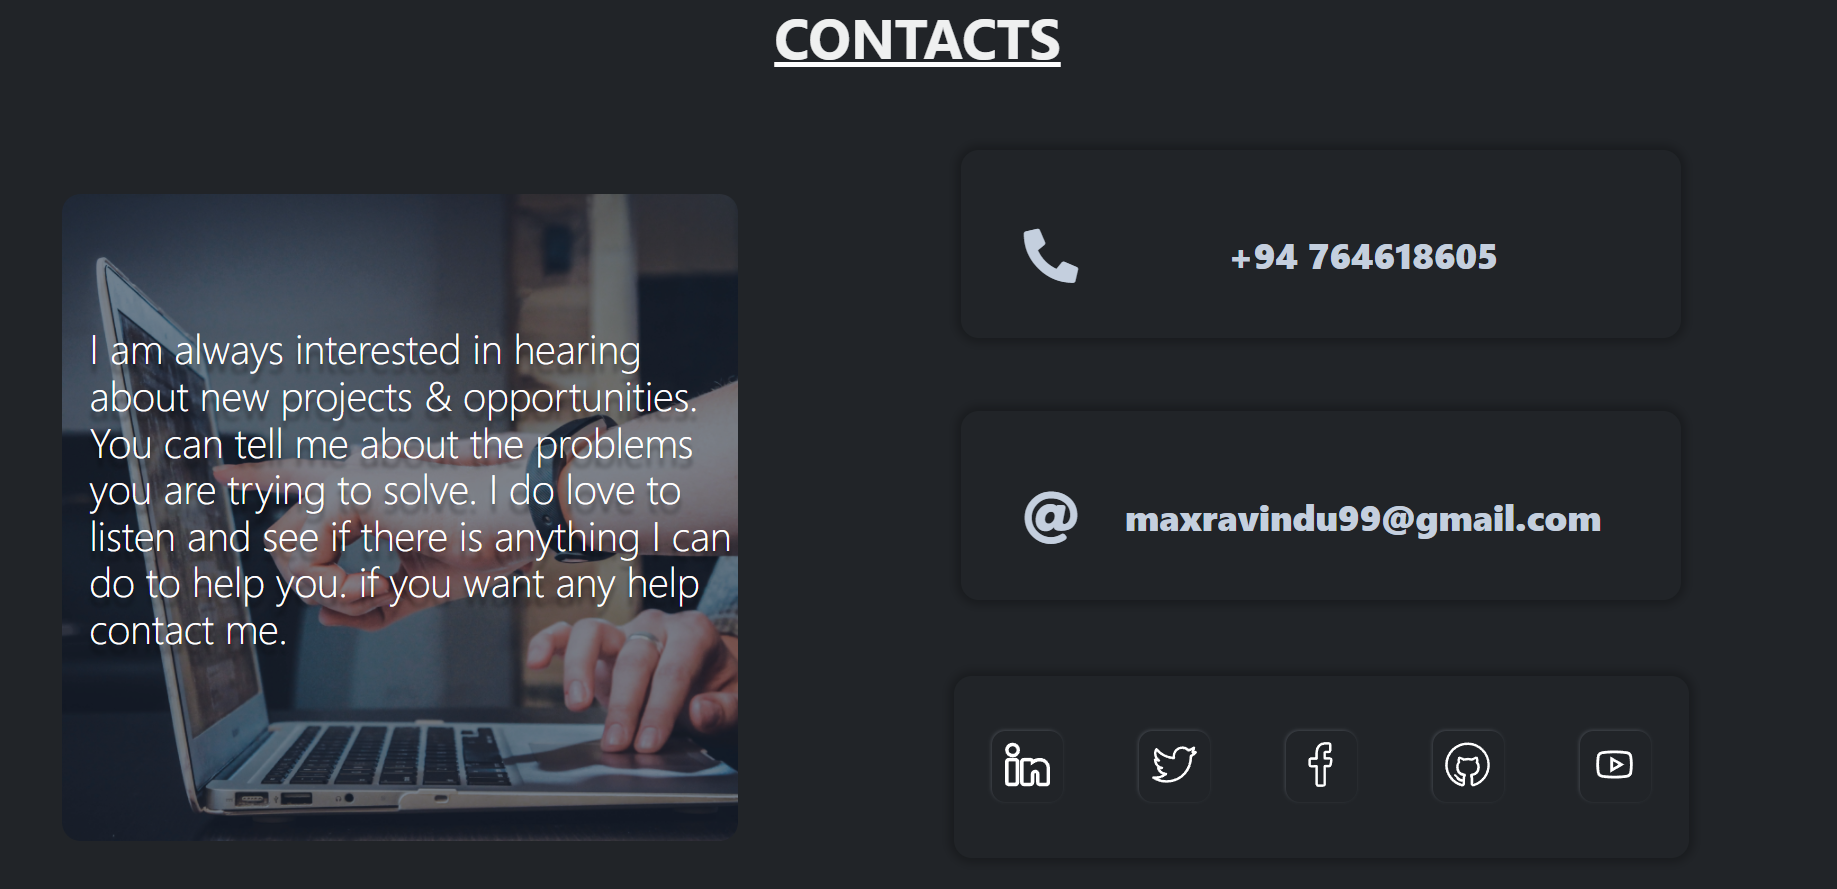 CONTACTS
I am always interested in hearing
about new projects & opportunities.
You can tell me about the problems
you are trying to solve. I do love to
listen and see if there is anything I can
do to help you. if you want any help
contact me.
+94 764618605
@ maxravindu99@gmail.com
in